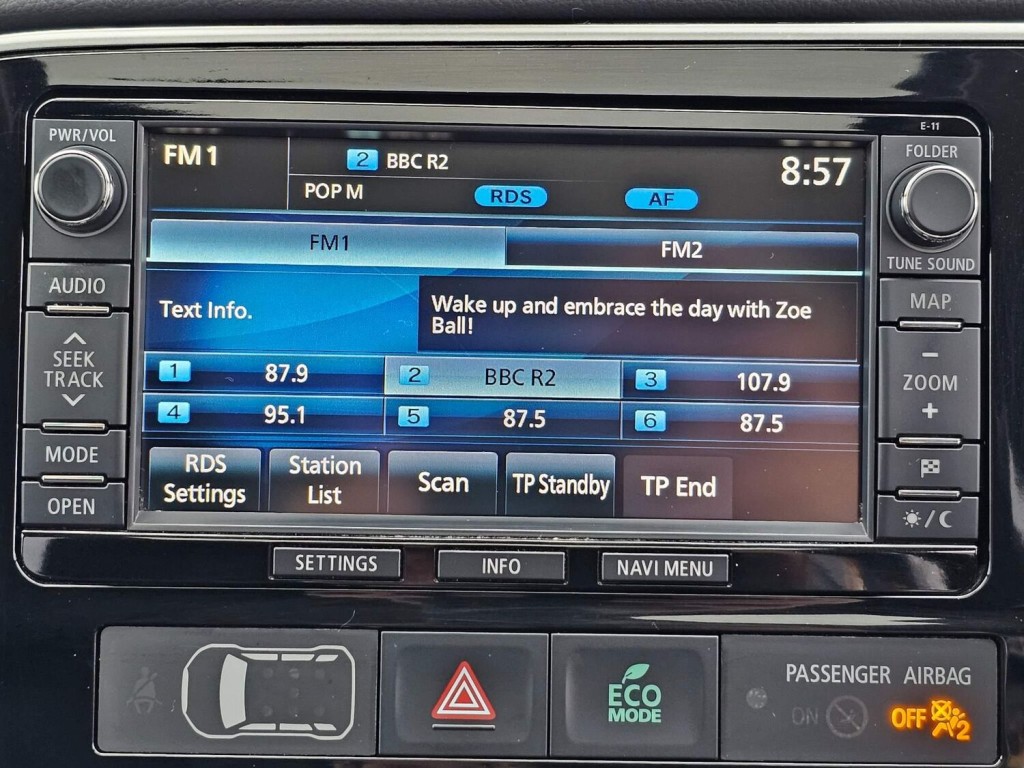 E-11
PWR/VOL
FM1
2 BBC R2
8:57
FOLDER
POP M
RDS
AF
FM1
FM2
TUNE SOUND
AUDIO
Text Info.
Wake up and embrace the day with Zoe
Ball!
MAP
SEEK
TRACK
1 87.9
2 BBC R2
3 107.9
−
ZOOM
+
4 95.1
5 87.5
6 87.5
MODE
OPEN
RDS
Settings
Station
List
Scan
TP Standby
TP End
SETTINGS
INFO
NAVI MENU
ECO
MODE
PASSENGER AIRBAG
ON
OFF
2